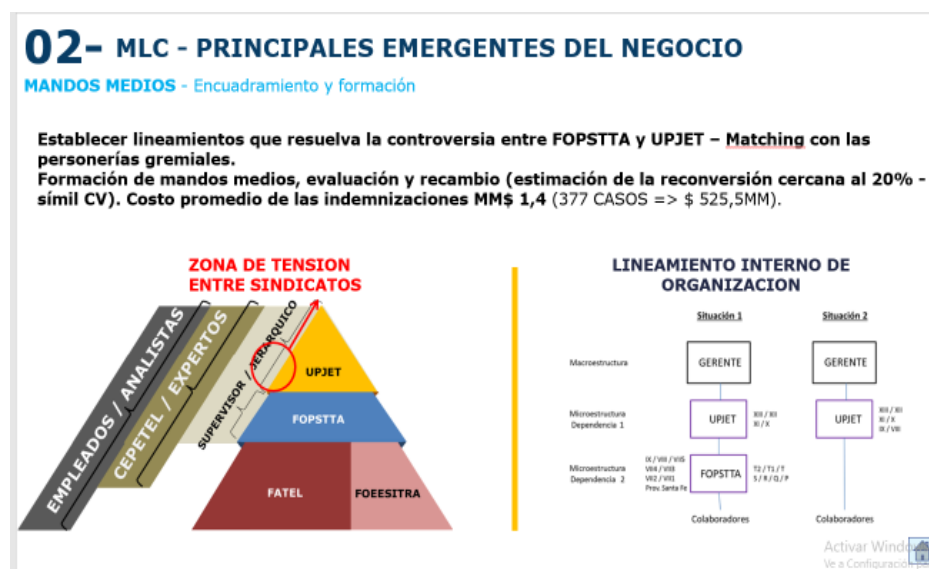 02- MLC - PRINCIPALES EMERGENTES DEL NEGOCIO
MANDOS MEDIOS - Encuadramiento y formación
Establecer lineamientos que resuelva la controversia entre FOPSTTA y UPJET – Matching con las
personerías gremiales.
Formación de mandos medios, evaluación y recambio (estimación de la reconversión cercana al 20% -
símil CV). Costo promedio de las indemnizaciones MM$ 1,4 (377 CASOS => $ 525,5MM).
ZONA DE TENSION
ENTRE SINDICATOS
EMPLEADOS / ANALISTAS
CEPETEL / EXPERTOS
SUPERVISOR / JERARQUICO
UPJET
FOPSTTA
FATEL
FOEESITRA
LINEAMIENTO INTERNO DE
ORGANIZACION
Situación 1
Situación 2
Macroestructura
GERENTE
GERENTE
Microestructura
Dependencia 1
UPJET
XIII / XII
XI / X
UPJET
XIII / XII
XI / X
IX / VIII
Microestructura
Dependencia 2
IX / VIII / VII5
VII4 / VII3
VII2 / VII1
Prov. Santa Fe
FOPSTTA
T2 / T1 / T
S / R / Q / P
Colaboradores
Colaboradores
Activar Windo
Ve a Configuración